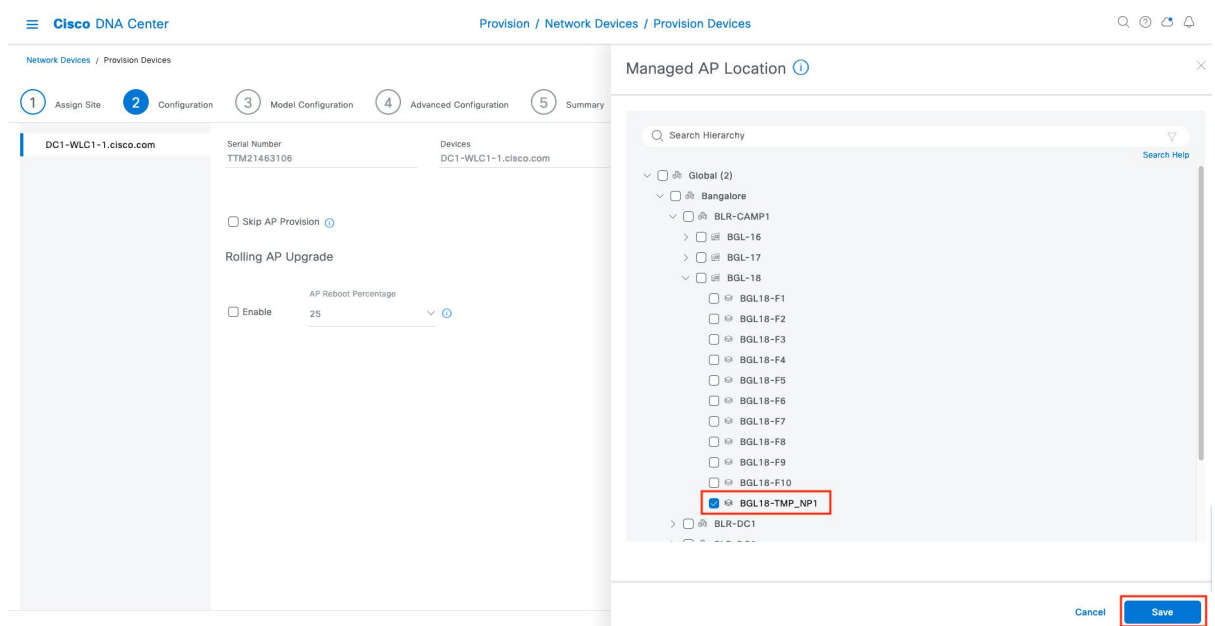 Cisco DNA Center
Provision / Network Devices / Provision Devices
Network Devices / Provision Devices
1 Assign Site 2 Configuration 3 Model Configuration 4 Advanced Configuration 5 Summary
DC1-WLC1-1.cisco.com
Serial Number
TTM21463106
Devices
DC1-WLC1-1.cisco.com
Skip AP Provision
Rolling AP Upgrade
AP Reboot Percentage
Enable 25
Managed AP Location
Search Hierarchy
Search Help
Global (2)
Bangalore
BLR-CAMP1
BGL-16
BGL-17
BGL-18
BGL18-F1
BGL18-F2
BGL18-F3
BGL18-F4
BGL18-F5
BGL18-F6
BGL18-F7
BGL18-F8
BGL18-F9
BGL18-F10
BGL18-TMP_NP1
BLR-DC1
Cancel Save